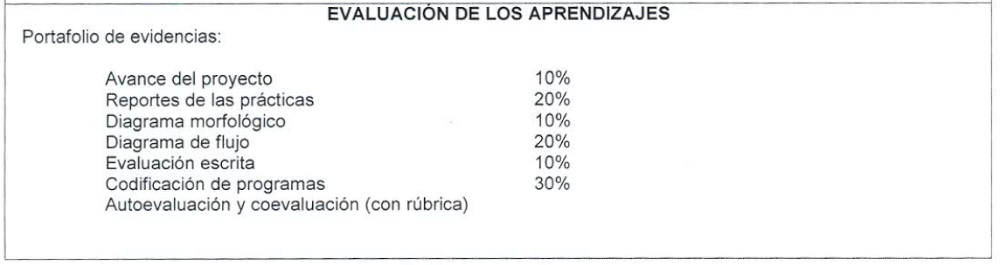 EVALUACIÓN DE LOS APRENDIZAJES
Portafolio de evidencias:
Avance del proyecto 10%
Reportes de las prácticas 20%
Diagrama morfológico 10%
Diagrama de flujo 20%
Evaluación escrita 10%
Codificación de programas 30%
Autoevaluación y coevaluación (con rúbrica)